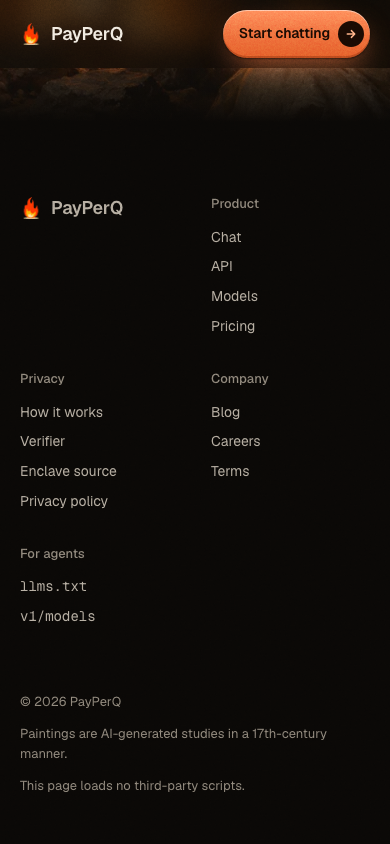 PayPerQ
Start chatting
PayPerQ
Product
Chat
API
Models
Pricing
Privacy
How it works
Verifier
Enclave source
Privacy policy
Company
Blog
Careers
Terms
For agents
llms.txt
v1/models
© 2026 PayPerQ
Paintings are AI-generated studies in a 17th-century
manner.
This page loads no third-party scripts.